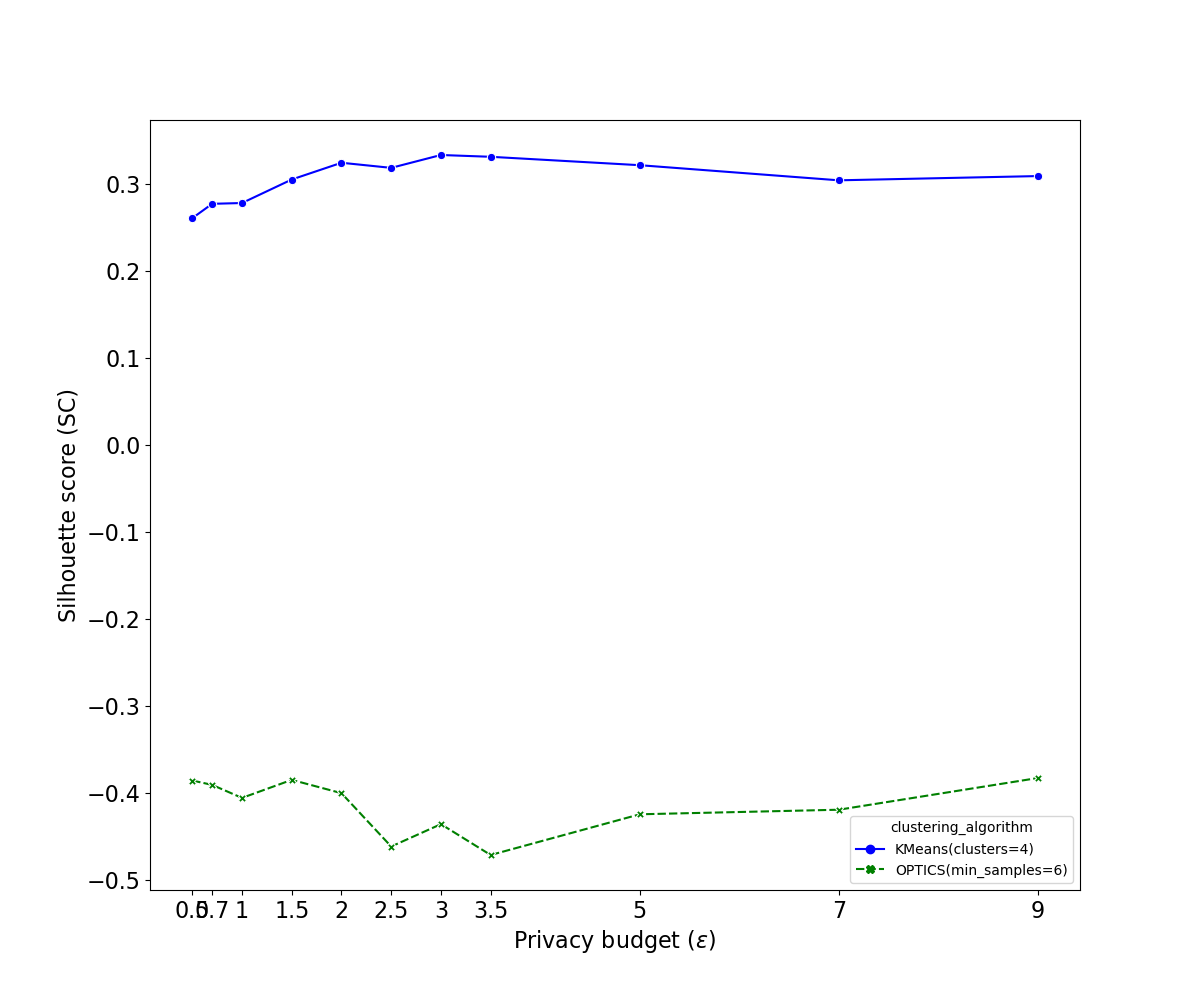 0.3
0.2
0.1
0.0
−0.1
−0.2
−0.3
−0.4
−0.5
Silhouette score (SC)
0.5 0.7 1 1.5 2 2.5 3 3.5 5 7 9
Privacy budget (ε)
clustering_algorithm
KMeans(clusters=4)
OPTICS(min_samples=6)